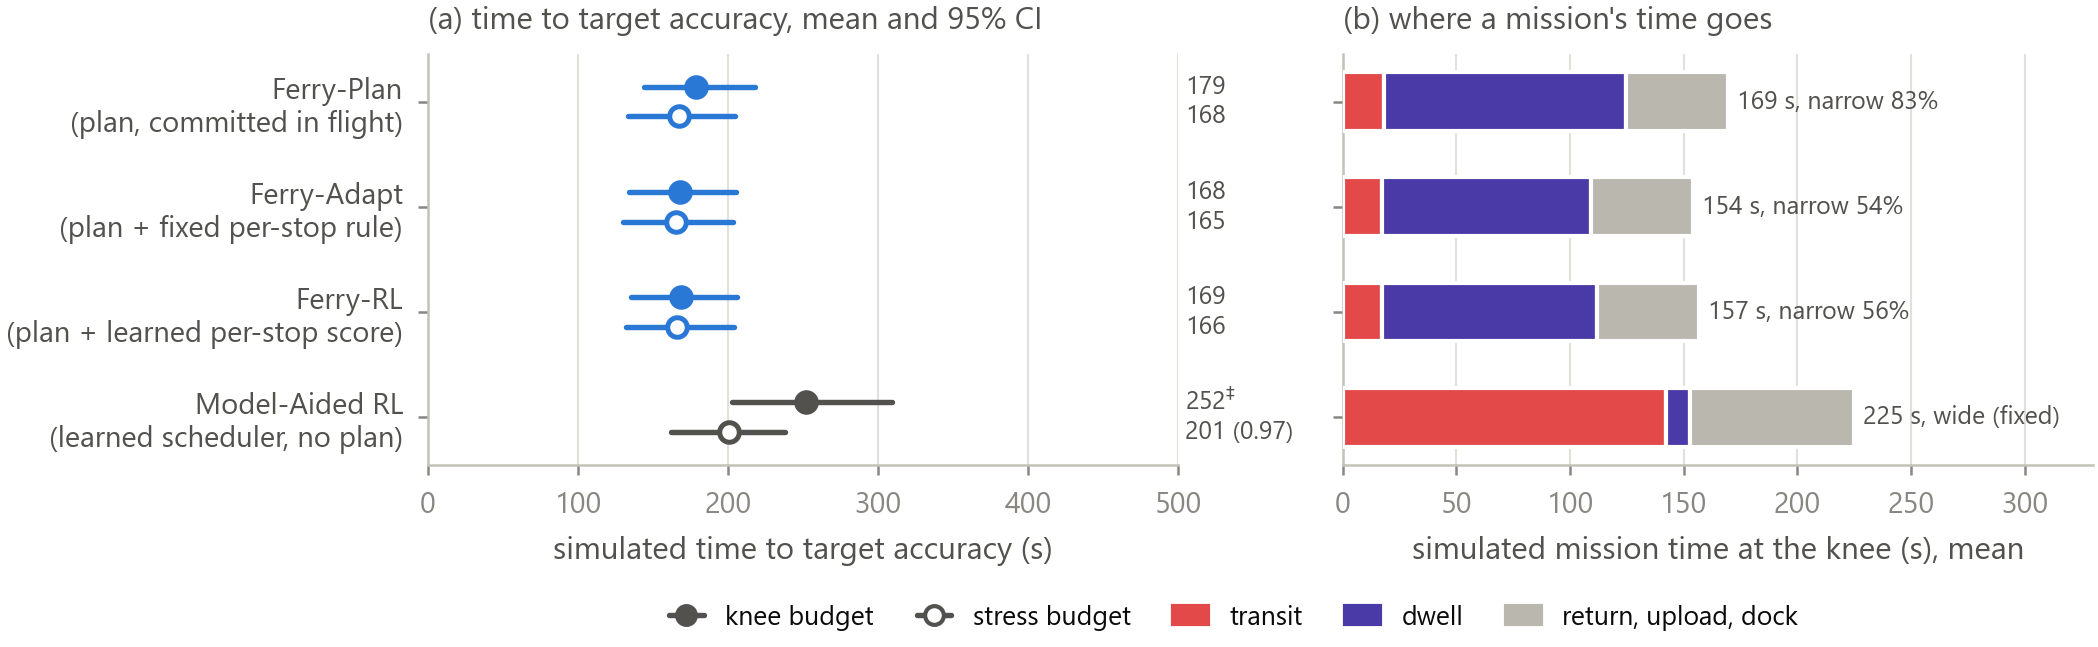 (a) time to target accuracy, mean and 95% CI
Ferry-Plan
(plan, committed in flight)
179
168
Ferry-Adapt
(plan + fixed per-stop rule)
168
165
Ferry-RL
(plan + learned per-stop score)
169
166
Model-Aided RL
(learned scheduler, no plan)
252‡
201 (0.97)
0 100 200 300 400 500
simulated time to target accuracy (s)
(b) where a mission's time goes
169 s, narrow 83%
154 s, narrow 54%
157 s, narrow 56%
225 s, wide (fixed)
0 50 100 150 200 250 300
simulated mission time at the knee (s), mean
knee budget stress budget transit dwell return, upload, dock